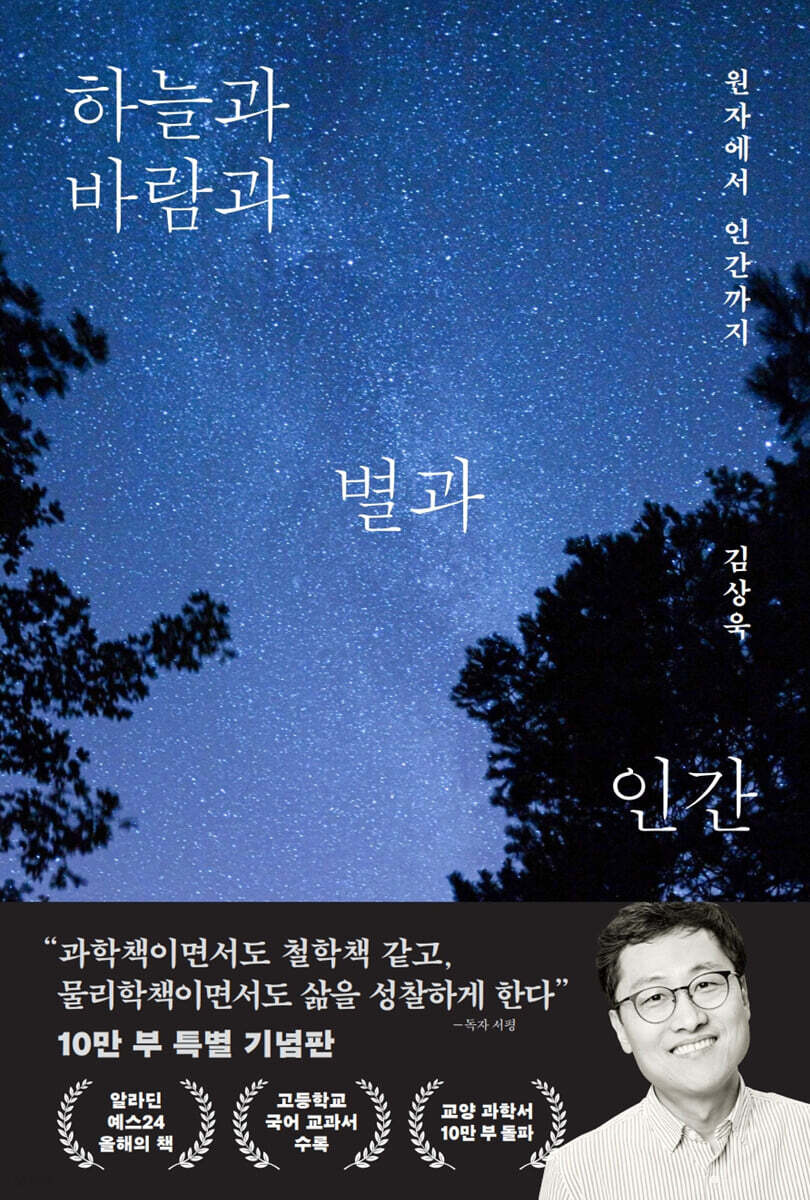 하늘과
바람과
별과
인간
원자에서 인간까지
김상욱
“과학책이면서도 철학책 같고,
물리학책이면서도 삶을 성찰하게 한다”
–독자 서평
10만 부 특별 기념판
알라딘
예스24
올해의 책
고등학교
국어 교과서
수록
교양 과학서
10만 부 돌파